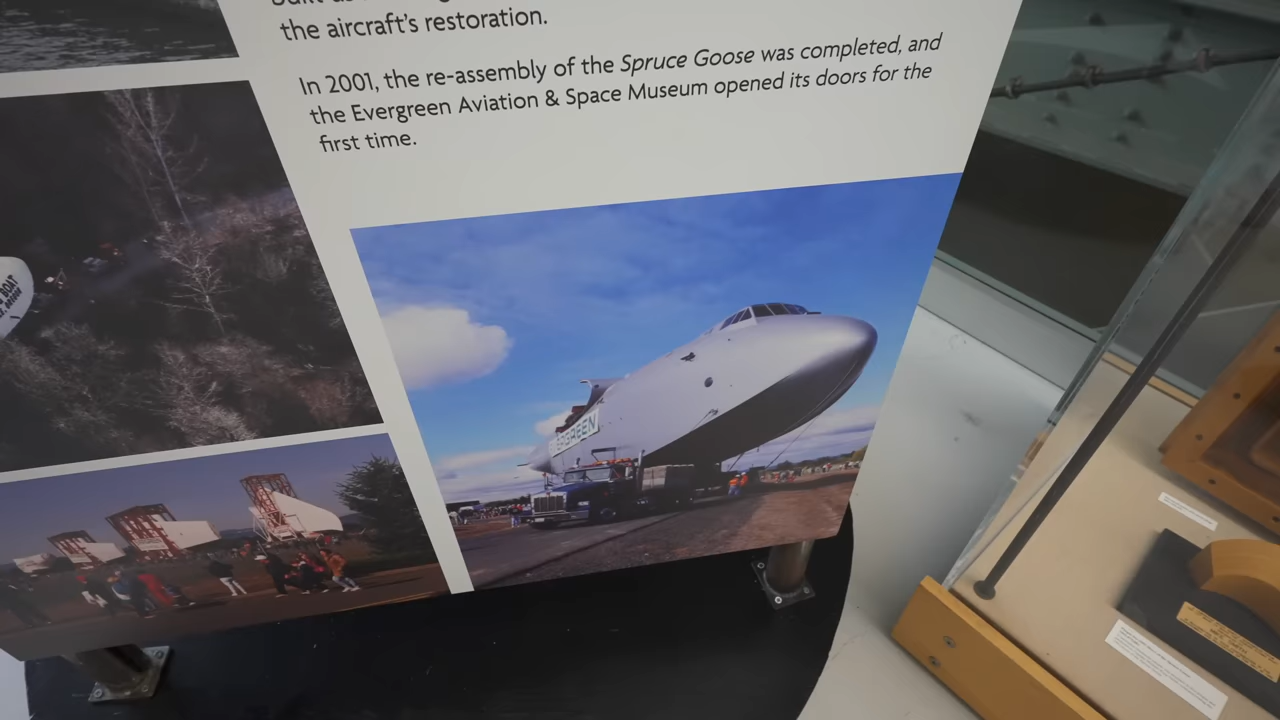 the aircraft's restoration.
In 2001, the re-assembly of the Spruce Goose was completed, and
the Evergreen Aviation & Space Museum opened its doors for the
first time.
BOAT